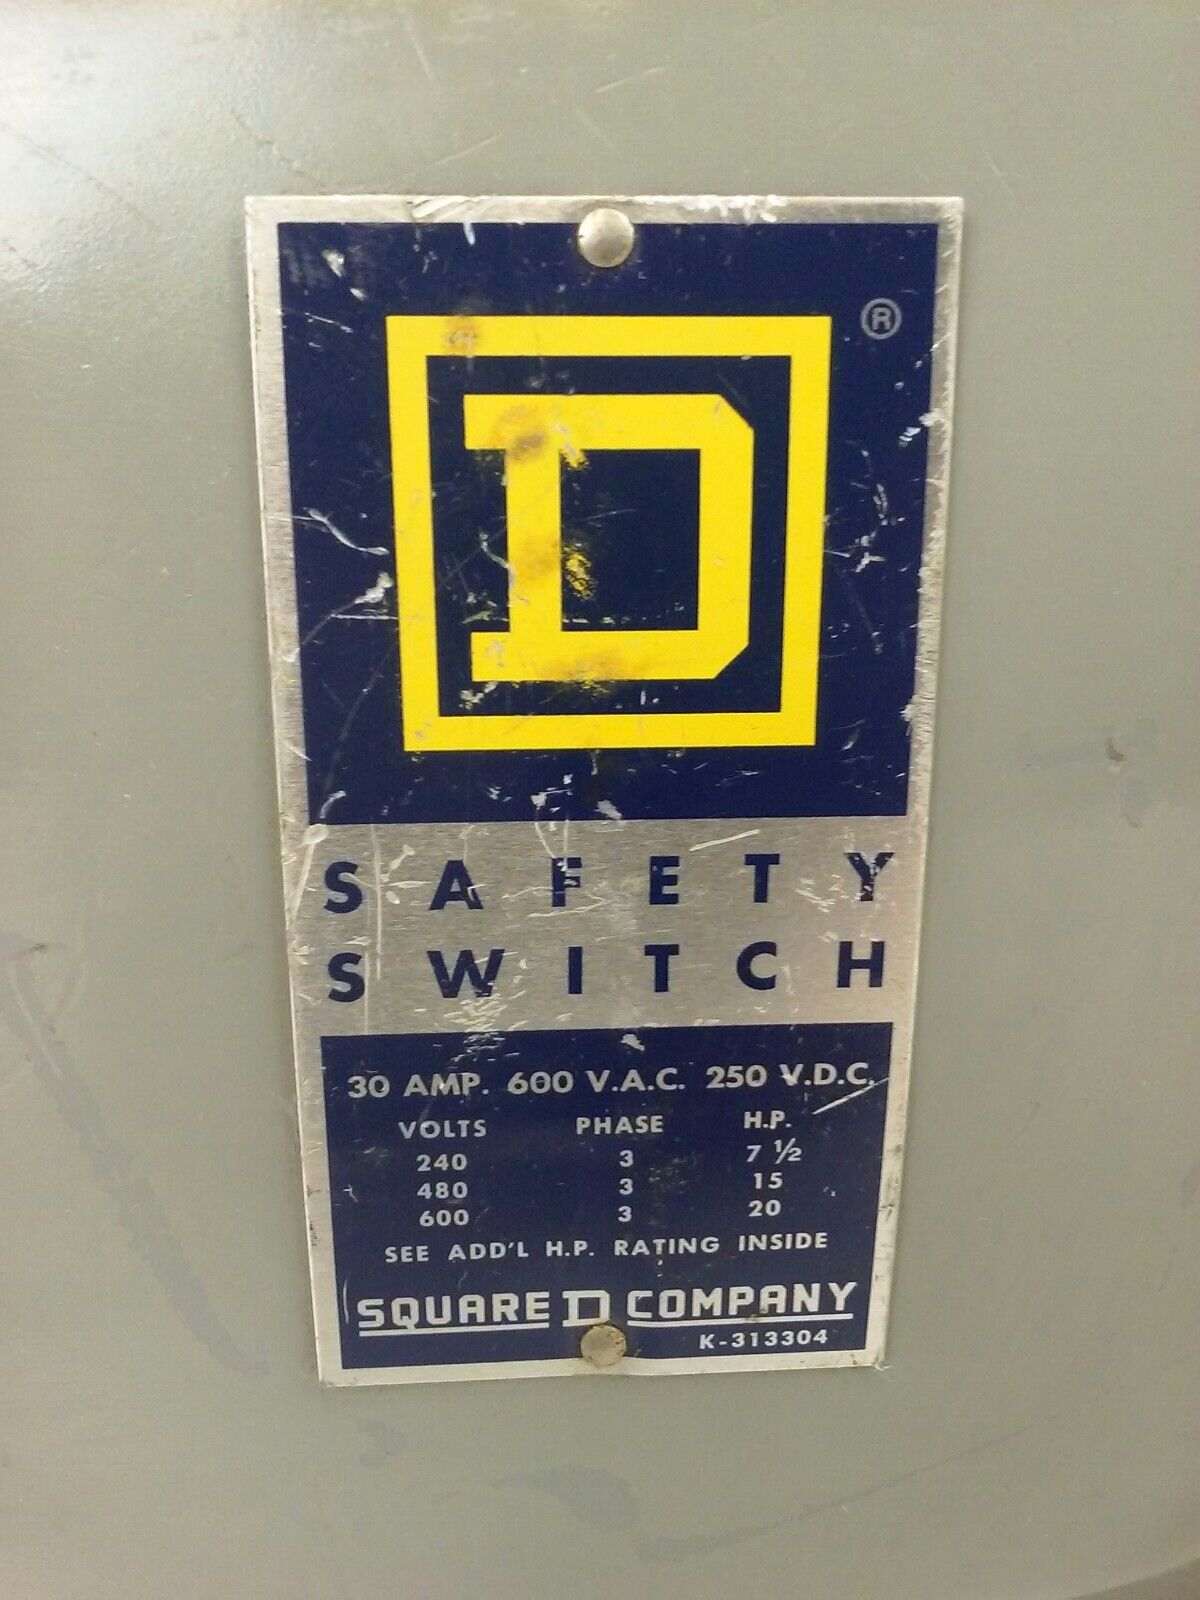 D ®
SAFETY
SWITCH
30 AMP. 600 V.A.C. 250 V.D.C.
VOLTS PHASE H.P.
240 3 7 1/2
480 3 15
600 3 20
SEE ADD'L H.P. RATING INSIDE
SQUARE D COMPANY
K-313304